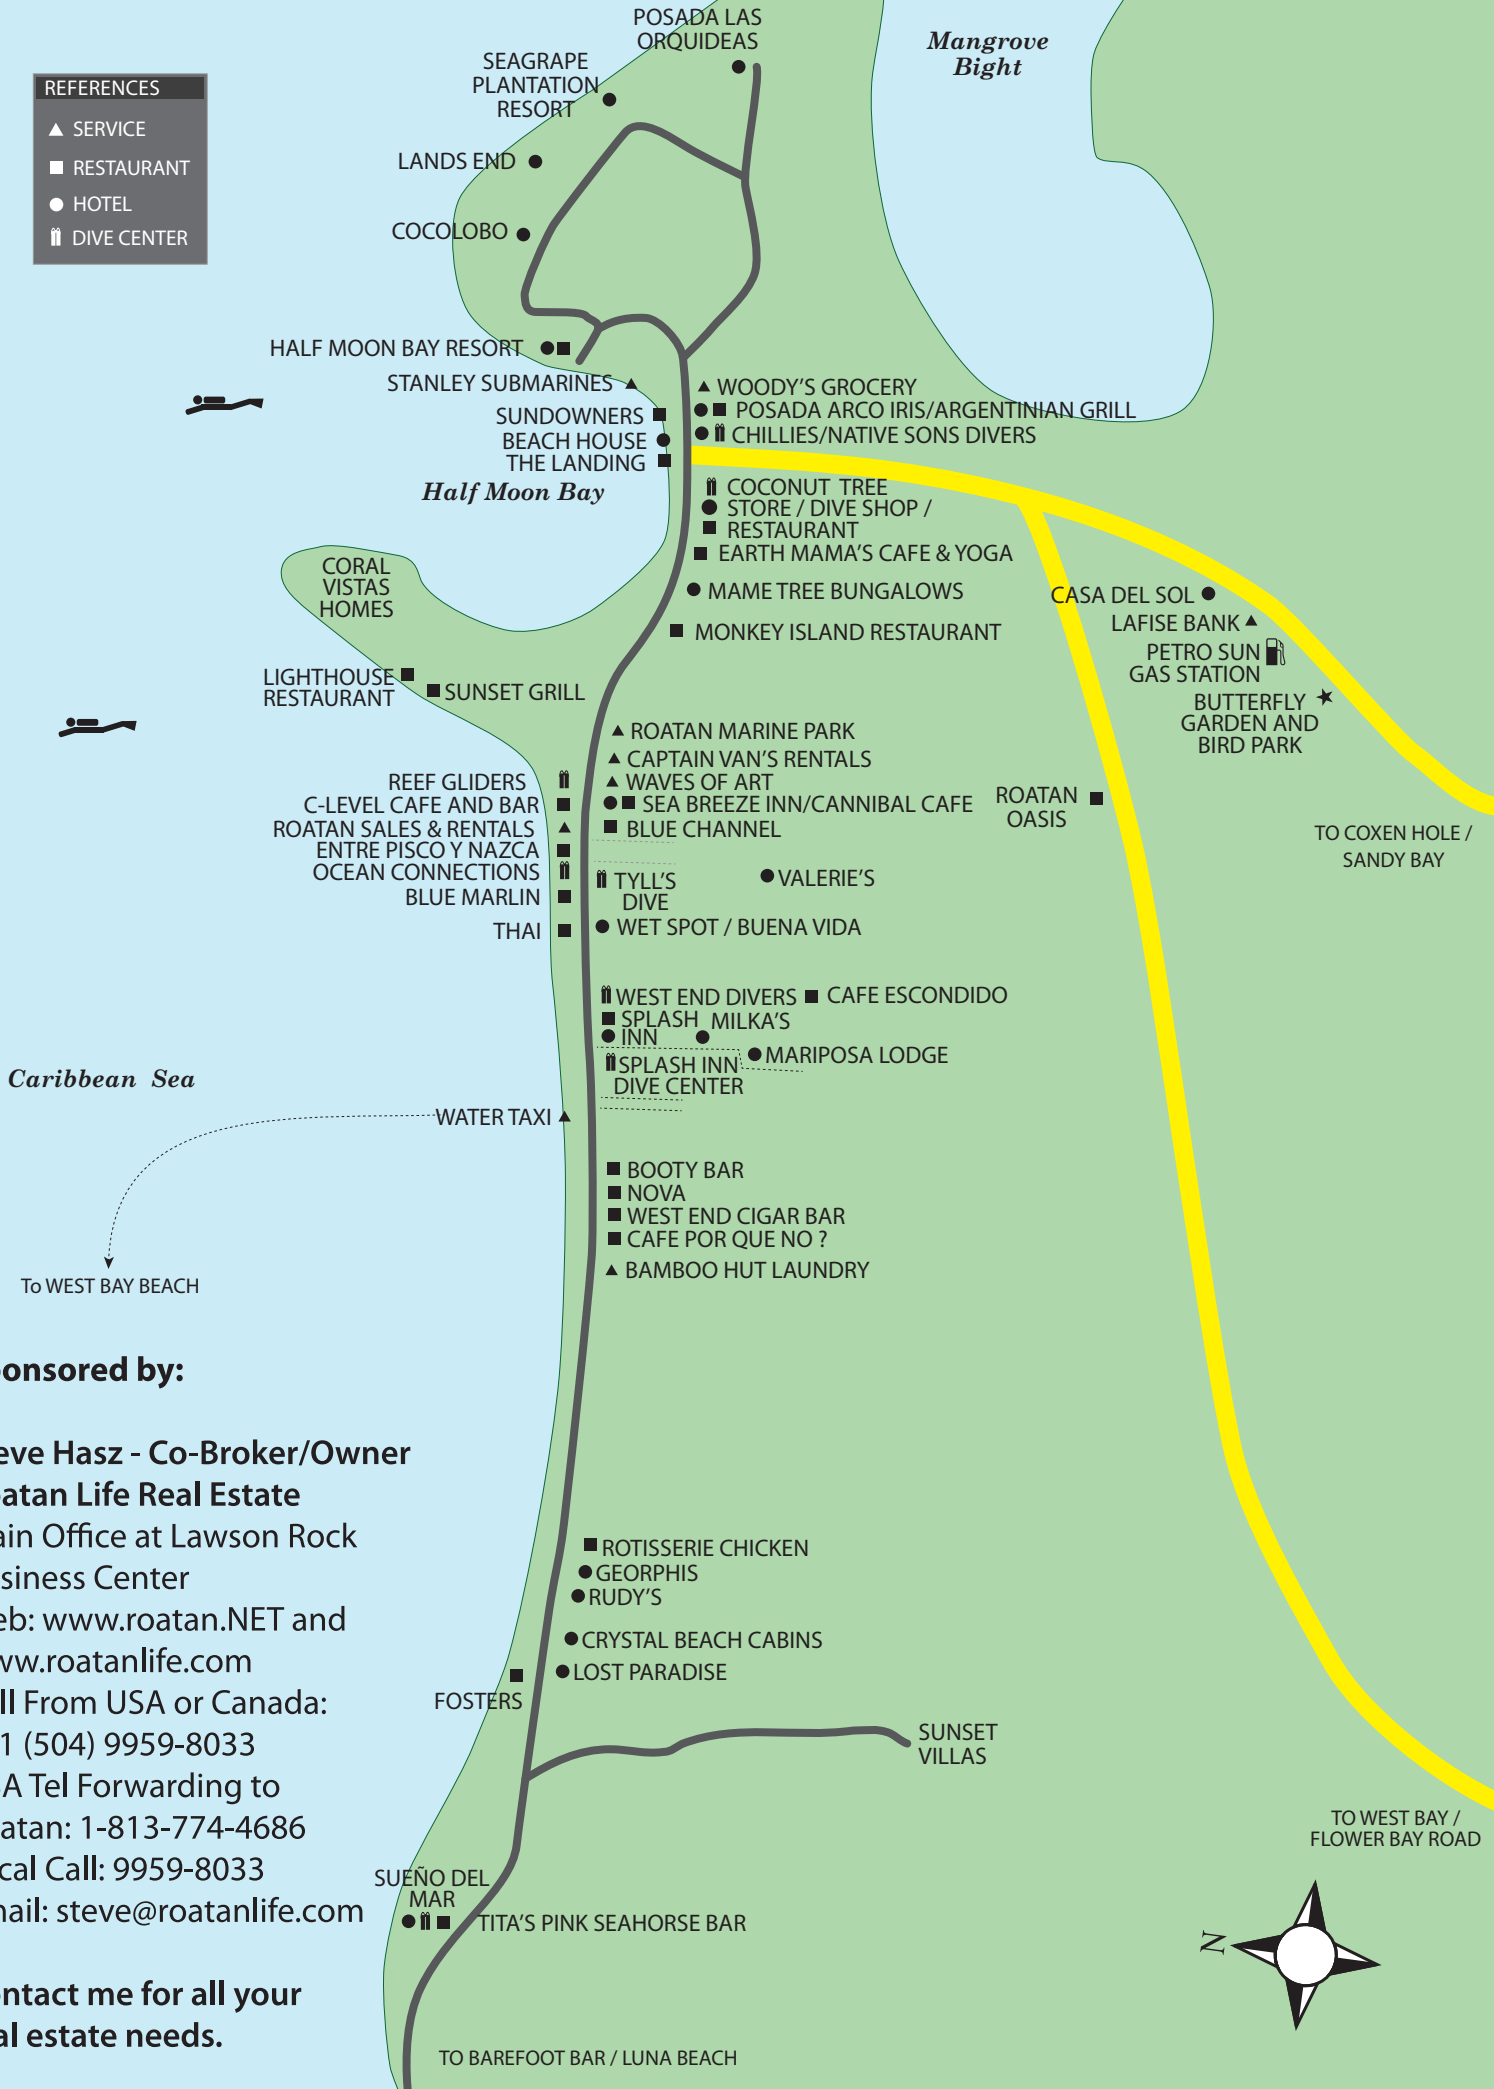 POSADA LAS
ORQUIDEAS
Mangrove
Bight
SEAGRAPE
PLANTATION
RESORT
REFERENCES
SERVICE
RESTAURANT
HOTEL
DIVE CENTER
LANDS END
COCOLOBO
HALF MOON BAY RESORT
STANLEY SUBMARINES
WOODY'S GROCERY
SUNDOWNERS
POSADA ARCO IRIS/ARGENTINIAN GRILL
BEACH HOUSE
CHILLIES/NATIVE SONS DIVERS
THE LANDING
Half Moon Bay
COCONUT TREE
STORE / DIVE SHOP /
RESTAURANT
EARTH MAMA'S CAFE & YOGA
CORAL
VISTAS
HOMES
MAME TREE BUNGALOWS
CASA DEL SOL
LAFISE BANK
MONKEY ISLAND RESTAURANT
PETRO SUN
GAS STATION
LIGHTHOUSE
RESTAURANT
SUNSET GRILL
BUTTERFLY
GARDEN AND
BIRD PARK
ROATAN MARINE PARK
CAPTAIN VAN'S RENTALS
REEF GLIDERS
WAVES OF ART
C-LEVEL CAFE AND BAR
SEA BREEZE INN/CANNIBAL CAFE
ROATAN
OASIS
ROATAN SALES & RENTALS
BLUE CHANNEL
TO COXEN HOLE /
SANDY BAY
ENTRE PISCO Y NAZCA
OCEAN CONNECTIONS
TYLL'S
DIVE
VALERIE'S
BLUE MARLIN
THAI
WET SPOT / BUENA VIDA
WEST END DIVERS
CAFE ESCONDIDO
SPLASH
INN
MILKA'S
MARIPOSA LODGE
SPLASH INN
DIVE CENTER
Caribbean Sea
WATER TAXI
BOOTY BAR
NOVA
WEST END CIGAR BAR
CAFE POR QUE NO ?
BAMBOO HUT LAUNDRY
To WEST BAY BEACH
onsored by:
eve Hasz - Co-Broker/Owner
atan Life Real Estate
ain Office at Lawson Rock
siness Center
eb: www.roatan.NET and
ww.roatanlife.com
ll From USA or Canada:
1 (504) 9959-8033
A Tel Forwarding to
atan: 1-813-774-4686
cal Call: 9959-8033
ail: steve@roatanlife.com
ntact me for all your
al estate needs.
ROTISSERIE CHICKEN
GEORPHIS
RUDY'S
CRYSTAL BEACH CABINS
LOST PARADISE
FOSTERS
SUNSET
VILLAS
TO WEST BAY /
FLOWER BAY ROAD
SUEÑO DEL
MAR
TITA'S PINK SEAHORSE BAR
N
TO BAREFOOT BAR / LUNA BEACH